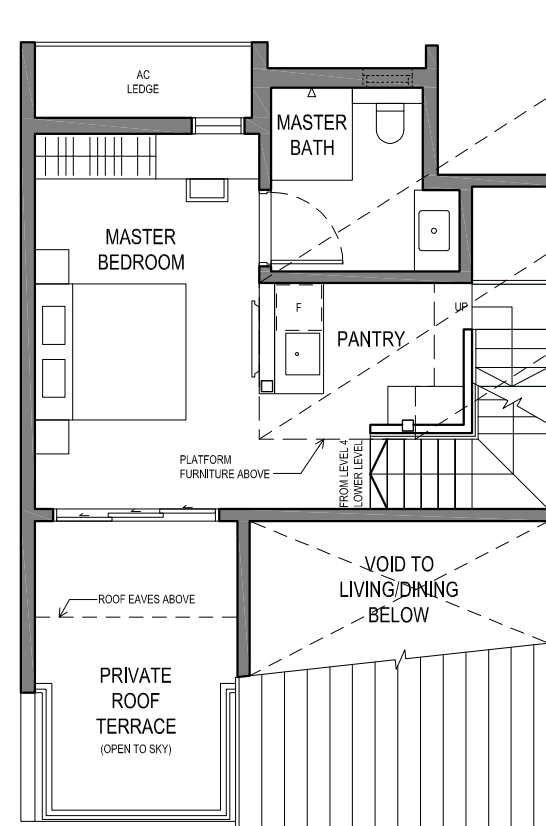 AC
LEDGE
MASTER
BATH
MASTER
BEDROOM
F
UP
PANTRY
PLATFORM
FURNITURE ABOVE
FROM LEVEL 4
LOWER LEVEL
ROOF EAVES ABOVE
VOID TO
LIVING/DINING
BELOW
PRIVATE
ROOF
TERRACE
(OPEN TO SKY)